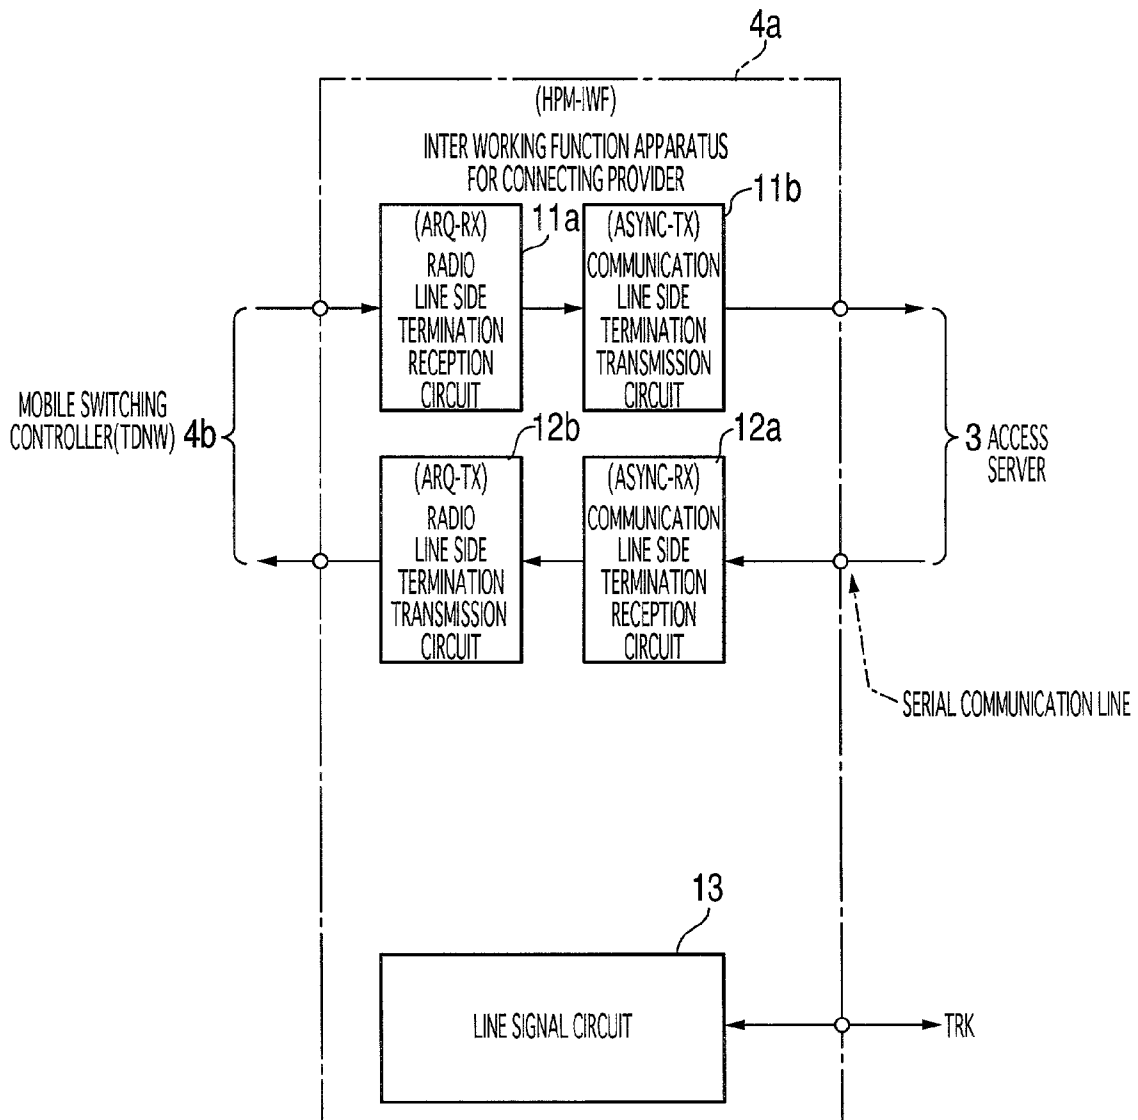 4a
(HPM-IWF)
INTER WORKING FUNCTION APPARATUS
FOR CONNECTING PROVIDER
11a
11b
(ARQ-RX)
RADIO
LINE SIDE
TERMINATION
RECEPTION
CIRCUIT
(ASYNC-TX)
COMMUNICATION
LINE SIDE
TERMINATION
TRANSMISSION
CIRCUIT
MOBILE SWITCHING
CONTROLLER(TDNW) 4b
3 ACCESS
SERVER
12b
12a
(ARQ-TX)
RADIO
LINE SIDE
TERMINATION
TRANSMISSION
CIRCUIT
(ASYNC-RX)
COMMUNICATION
LINE SIDE
TERMINATION
RECEPTION
CIRCUIT
SERIAL COMMUNICATION LINE
13
LINE SIGNAL CIRCUIT
TRK